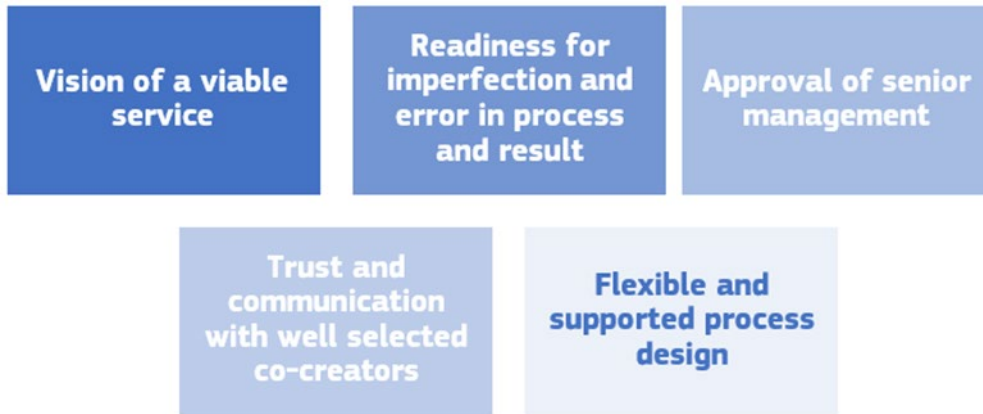 Vision of a viable
service
Readiness for
imperfection and
error in process
and result
Approval of senior
management
Trust and
communication
with well selected
co-creators
Flexible and
supported process
design